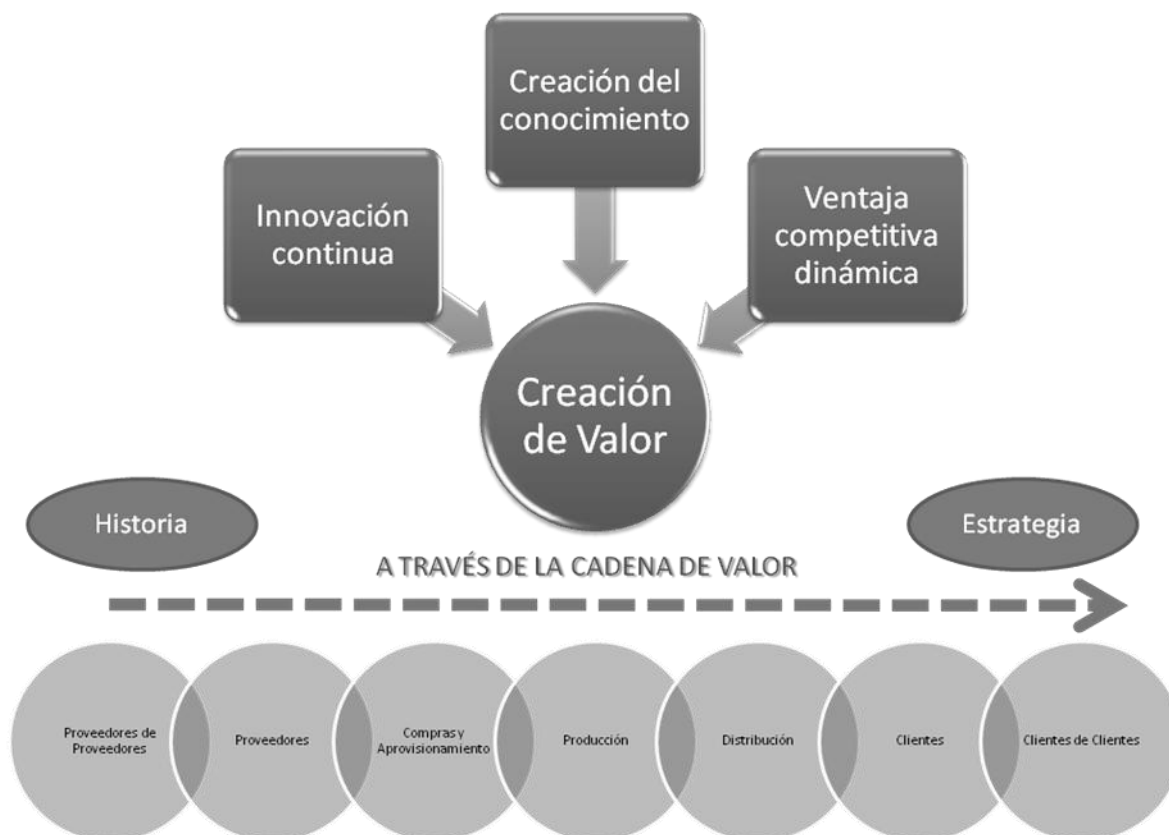 Creación del
conocimiento
Innovación
continua
Ventaja
competitiva
dinámica
Creación
de Valor
Historia
Estrategia
A TRAVÉS DE LA CADENA DE VALOR
Proveedores de
Proveedores
Proveedores
Compras y
Aprovisionamiento
Producción
Distribución
Clientes
Clientes de Clientes